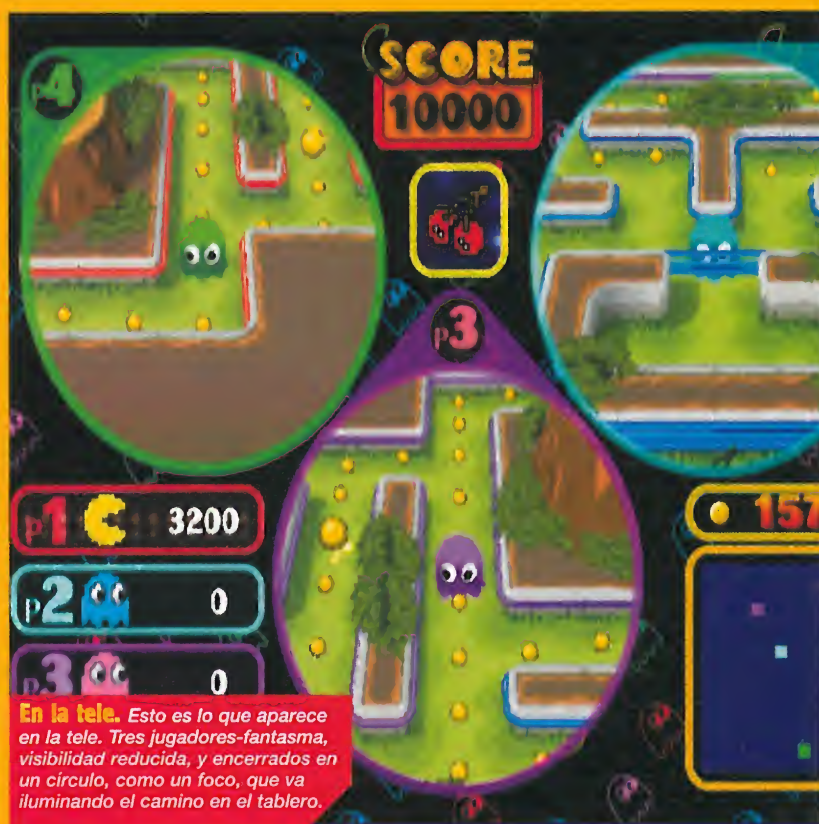 p4
SCORE
10000
p3
p1 3200
p2 0
p3 0
157
En la tele. Esto es lo que aparece
en la tele. Tres jugadores-fantasma,
visibilidad reducida, y encerrados en
un círculo, como un foco, que va
iluminando el camino en el tablero.